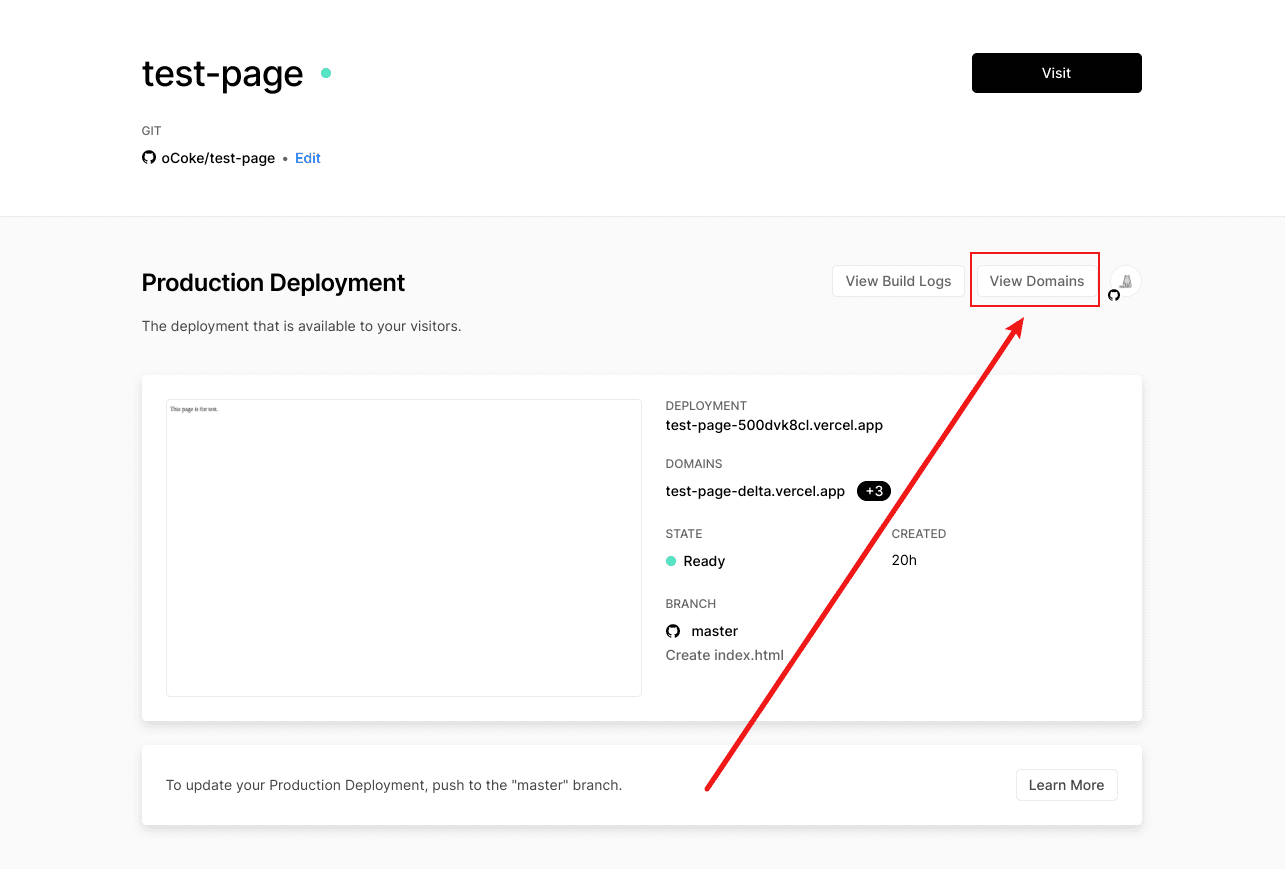 test-page
Visit
GIT
oCoke/test-page • Edit
Production Deployment
View Build Logs
View Domains
The deployment that is available to your visitors.
This page is for test.
DEPLOYMENT
test-page-500dvk8cl.vercel.app
DOMAINS
test-page-delta.vercel.app +3
STATE
Ready
CREATED
20h
BRANCH
master
Create index.html
To update your Production Deployment, push to the "master" branch.
Learn More